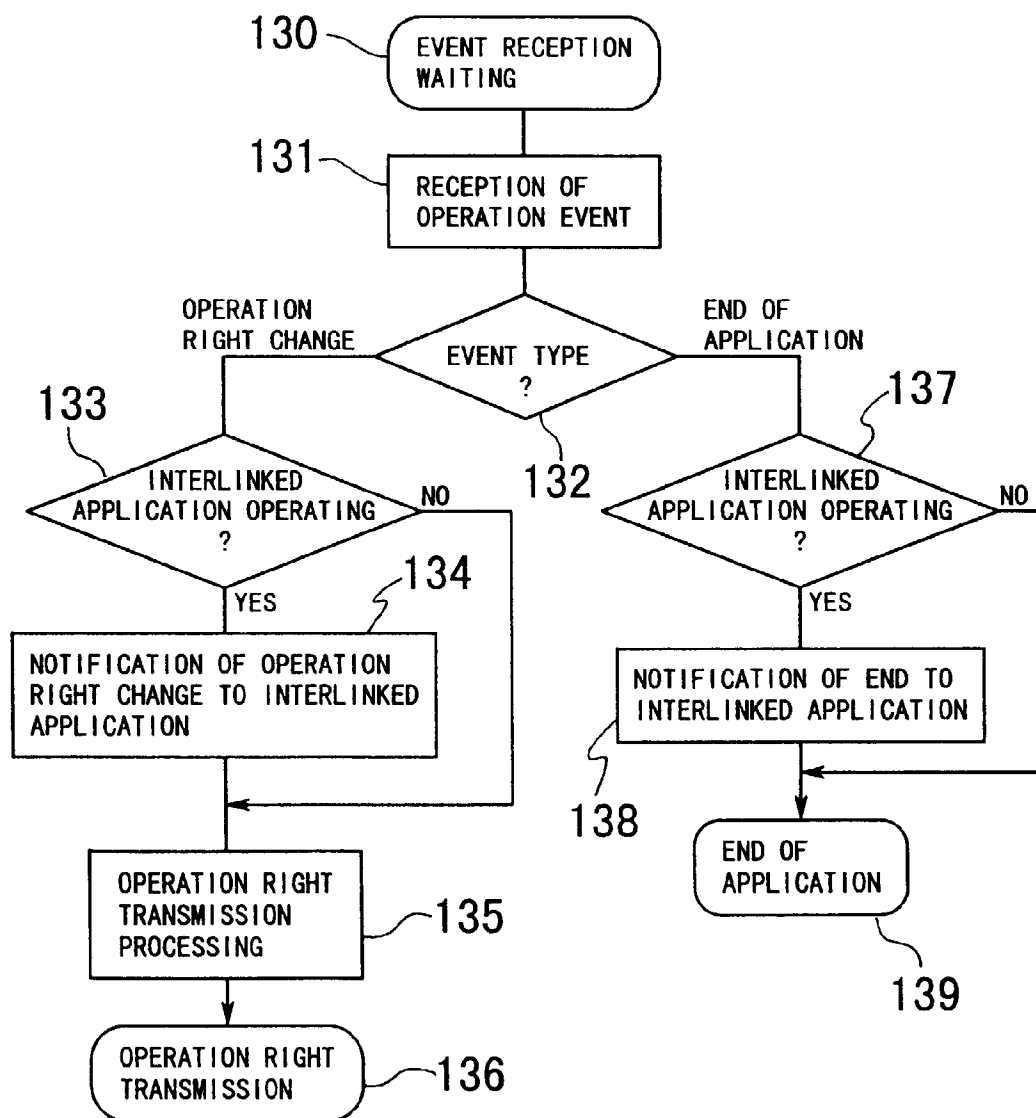 130
EVENT RECEPTION
WAITING
131
RECEPTION OF
OPERATION EVENT
OPERATION
RIGHT CHANGE
END OF
APPLICATION
EVENT TYPE
?
132
133
INTERLINKED
APPLICATION OPERATING
?
NO
YES
137
INTERLINKED
APPLICATION OPERATING
?
NO
YES
134
NOTIFICATION OF OPERATION
RIGHT CHANGE TO INTERLINKED
APPLICATION
NOTIFICATION OF END TO
INTERLINKED APPLICATION
138
OPERATION RIGHT
TRANSMISSION
PROCESSING
135
END OF
APPLICATION
139
OPERATION RIGHT
TRANSMISSION
136